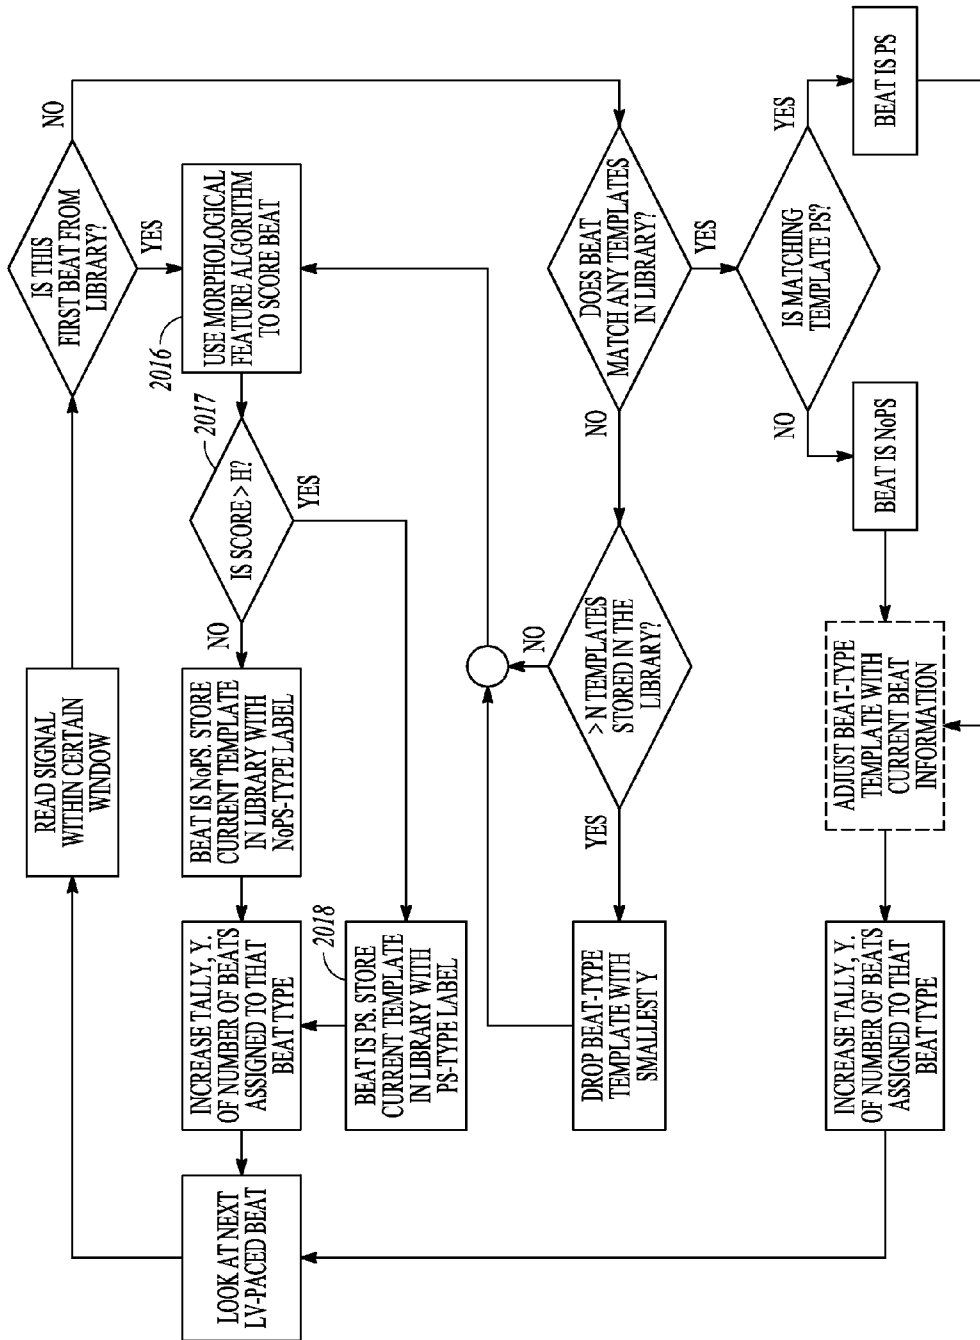 LOOK AT NEXT
LV-PACED BEAT
READ SIGNAL
WITHIN CERTAIN
WINDOW
IS THIS
FIRST BEAT FROM
LIBRARY?
NO
YES
2016
USE MORPHOLOGICAL
FEATURE ALGORITHM
TO SCORE BEAT
2017
IS SCORE > H?
NO
YES
BEAT IS NoPS. STORE
CURRENT TEMPLATE
IN LIBRARY WITH
NoPS-TYPE LABEL
INCREASE TALLY, Y.
OF NUMBER OF BEATS
ASSIGNED TO THAT
BEAT TYPE
2018
BEAT IS PS. STORE
CURRENT TEMPLATE
IN LIBRARY WITH
PS-TYPE LABEL
DOES BEAT
MATCH ANY TEMPLATES
IN LIBRARY?
NO
YES
> N TEMPLATES
STORED IN THE
LIBRARY?
NO
YES
DROP BEAT-TYPE
TEMPLATE WITH
SMALLEST Y
IS MATCHING
TEMPLATE PS?
YES
NO
BEAT IS PS
BEAT IS NoPS
ADJUST BEAT-TYPE
TEMPLATE WITH
CURRENT BEAT
INFORMATION
INCREASE TALLY, Y.
OF NUMBER OF BEATS
ASSIGNED TO THAT
BEAT TYPE